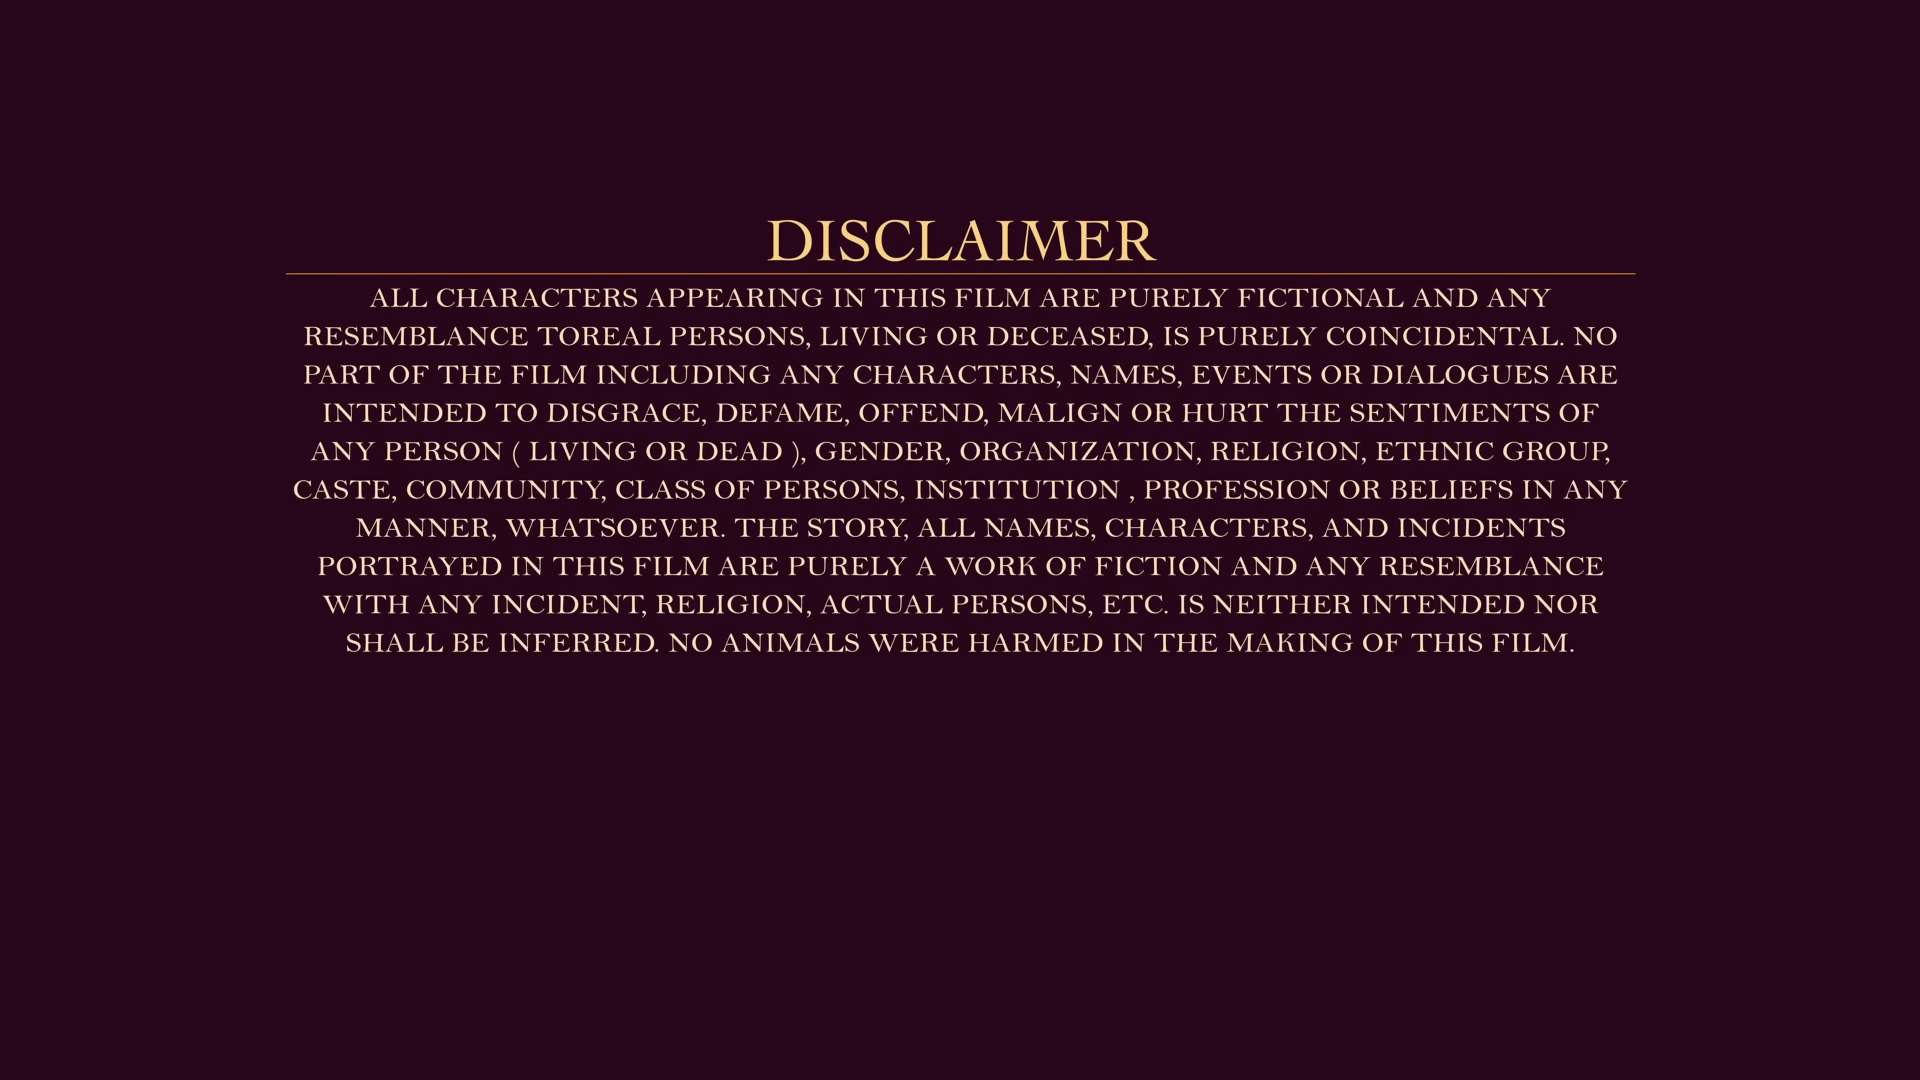 DISCLAIMER
ALL CHARACTERS APPEARING IN THIS FILM ARE PURELY FICTIONAL AND ANY
RESEMBLANCE TOREAL PERSONS, LIVING OR DECEASED, IS PURELY COINCIDENTAL. NO
PART OF THE FILM INCLUDING ANY CHARACTERS, NAMES, EVENTS OR DIALOGUES ARE
INTENDED TO DISGRACE, DEFAME, OFFEND, MALIGN OR HURT THE SENTIMENTS OF
ANY PERSON ( LIVING OR DEAD ), GENDER, ORGANIZATION, RELIGION, ETHNIC GROUP,
CASTE, COMMUNITY, CLASS OF PERSONS, INSTITUTION , PROFESSION OR BELIEFS IN ANY
MANNER, WHATSOEVER. THE STORY, ALL NAMES, CHARACTERS, AND INCIDENTS
PORTRAYED IN THIS FILM ARE PURELY A WORK OF FICTION AND ANY RESEMBLANCE
WITH ANY INCIDENT, RELIGION, ACTUAL PERSONS, ETC. IS NEITHER INTENDED NOR
SHALL BE INFERRED. NO ANIMALS WERE HARMED IN THE MAKING OF THIS FILM.